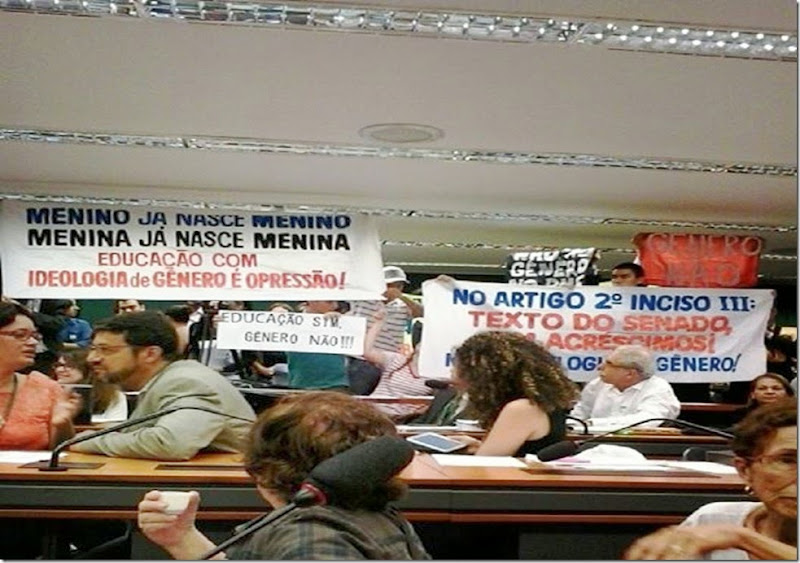 MENINO JÁ NASCE MENINO
MENINA JÁ NASCE MENINA
EDUCAÇÃO COM
IDEOLOGIA de GÊNERO É OPRESSÃO!
EDUCAÇÃO SIM,
GÊNERO NÃO!!!
GÊNERO
GÊNERO
NÃO
NO ARTIGO 2º INCISO III:
TEXTO DO SENADO,
ACRÉSCIMOS!
GÊNERO!